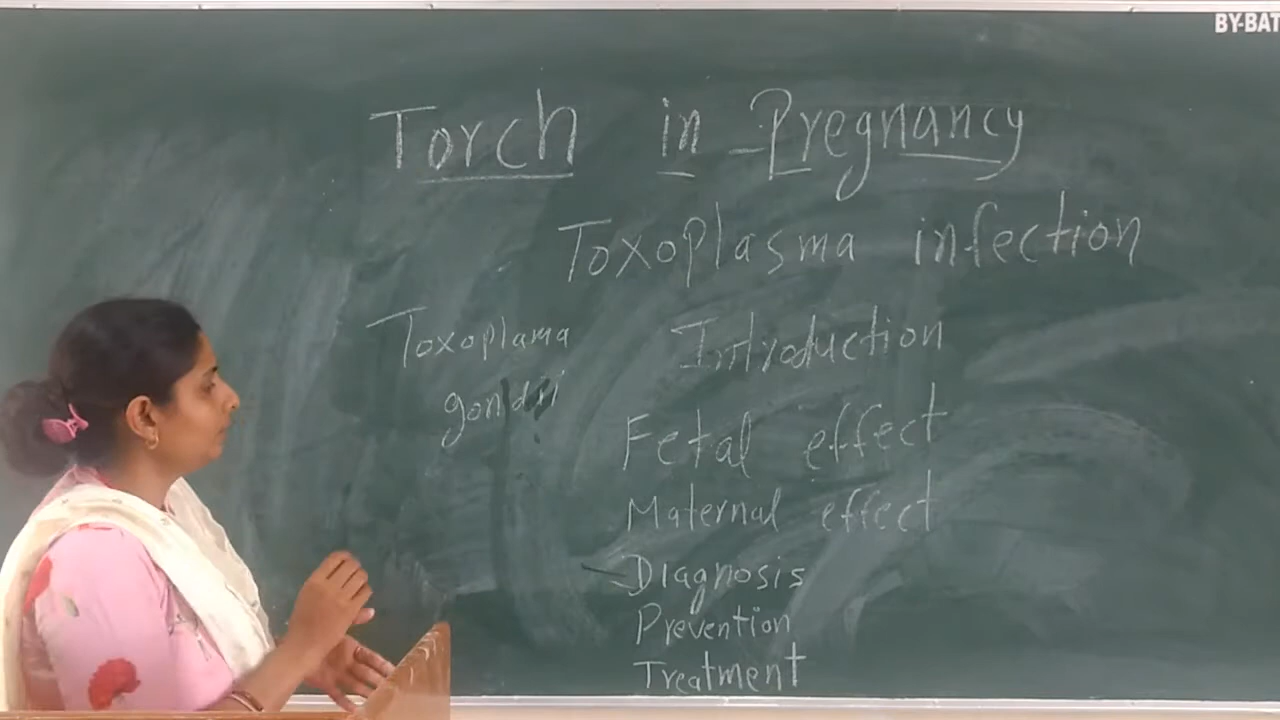 BY-BAT
Torch in Pregnancy
Toxoplasma infection
Toxoplama
gondii
Introduction
Fetal effect
Maternal effect
Diagnosis
Prevention
Treatment